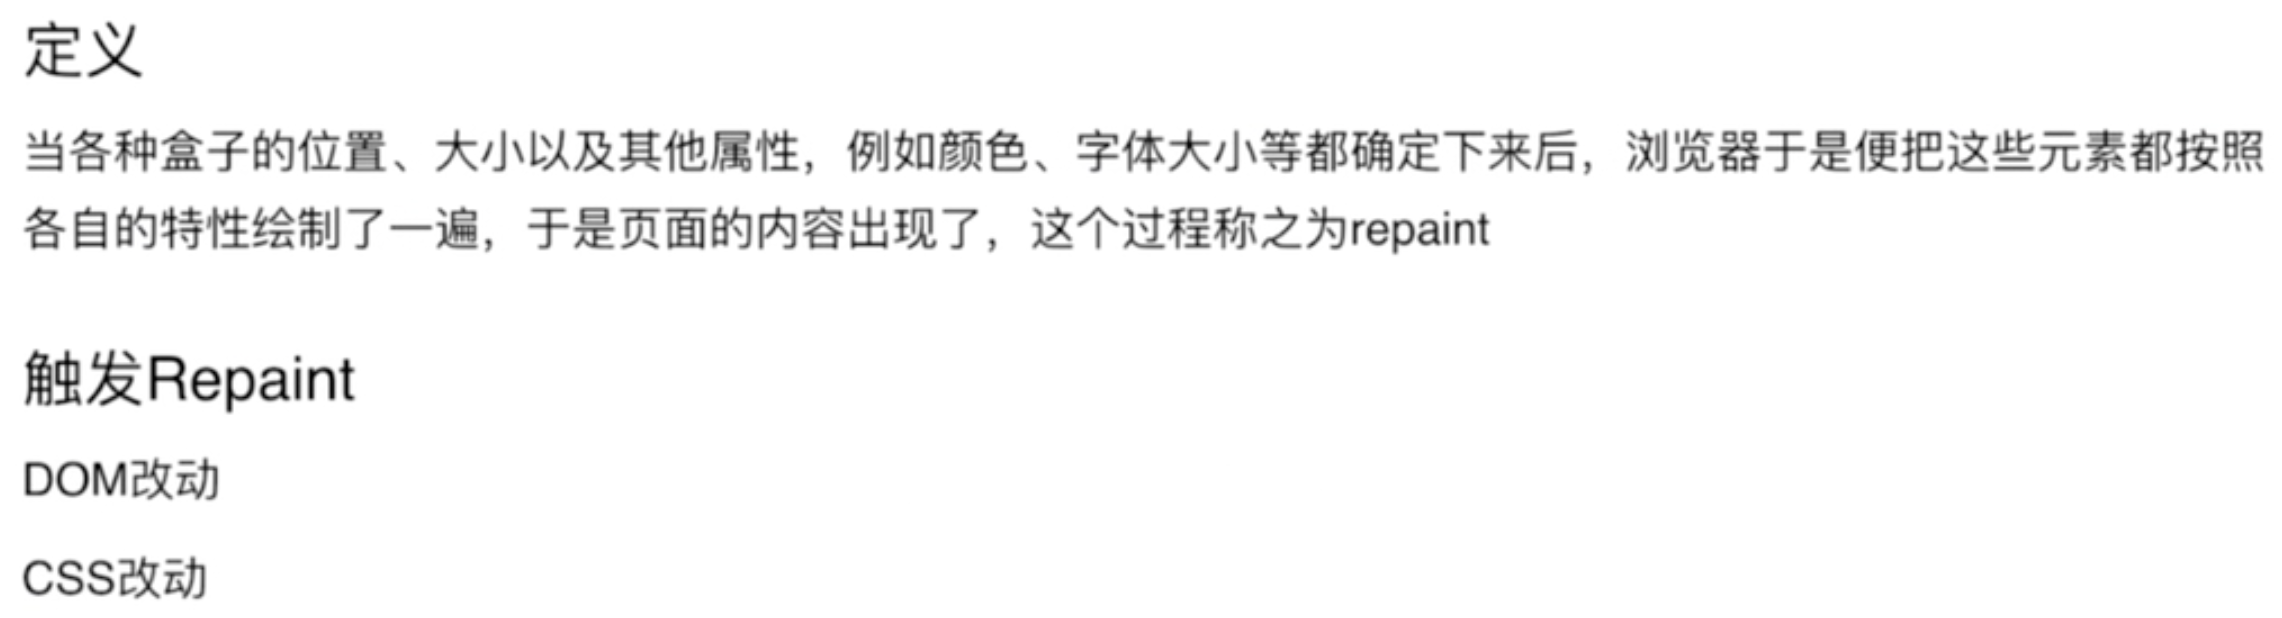 定义
当各种盒子的位置、大小以及其他属性，例如颜色、字体大小等都确定下来后，浏览器于是便把这些元素都按照
各自的特性绘制了一遍，于是页面的内容出现了，这个过程称之为repaint
触发Repaint
DOM改动
CSS改动